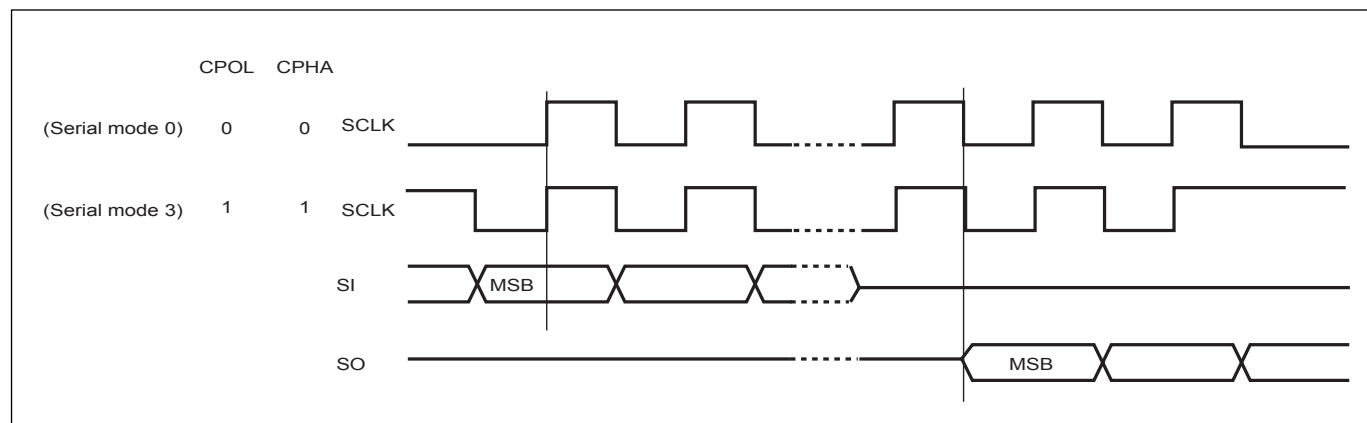 CPOL CPHA
(Serial mode 0) 0 0 SCLK
(Serial mode 3) 1 1 SCLK
SI MSB
SO MSB